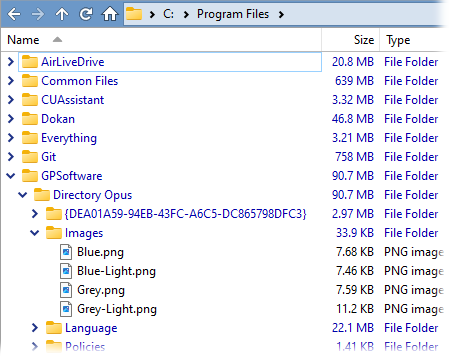 C: Program Files
Name Size Type
AirLiveDrive 20.8 MB File Folder
Common Files 639 MB File Folder
CUAssistant 3.32 MB File Folder
Dokan 46.8 MB File Folder
Everything 3.21 MB File Folder
Git 758 MB File Folder
GPSoftware 90.7 MB File Folder
Directory Opus 90.7 MB File Folder
{DEA01A59-94EB-43FC-A6C5-DC865798DFC3} 2.97 MB File Folder
Images 33.9 KB File Folder
Blue.png 7.68 KB PNG image
Blue-Light.png 7.46 KB PNG image
Grey.png 7.59 KB PNG image
Grey-Light.png 11.2 KB PNG image
Language 22.1 MB File Folder
Policies 1.41 KB File Folder